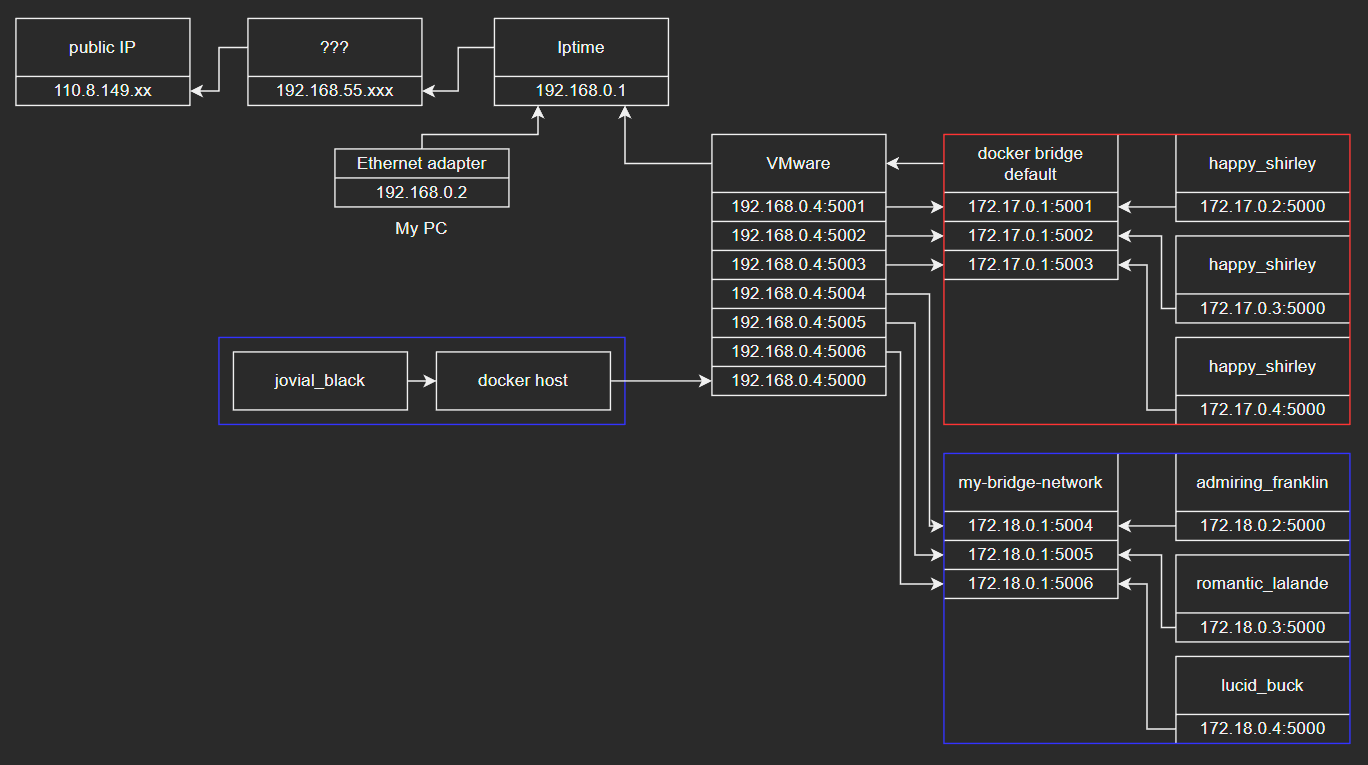 public IP
110.8.149.xx
???
192.168.55.xxx
Iptime
192.168.0.1
Ethernet adapter
192.168.0.2
My PC
VMware
192.168.0.4:5001
192.168.0.4:5002
192.168.0.4:5003
192.168.0.4:5004
192.168.0.4:5005
192.168.0.4:5006
192.168.0.4:5000
docker bridge
default
172.17.0.1:5001
172.17.0.1:5002
172.17.0.1:5003
happy_shirley
172.17.0.2:5000
happy_shirley
172.17.0.3:5000
happy_shirley
172.17.0.4:5000
jovial_black
docker host
my-bridge-network
172.18.0.1:5004
172.18.0.1:5005
172.18.0.1:5006
admiring_franklin
172.18.0.2:5000
romantic_lalande
172.18.0.3:5000
lucid_buck
172.18.0.4:5000